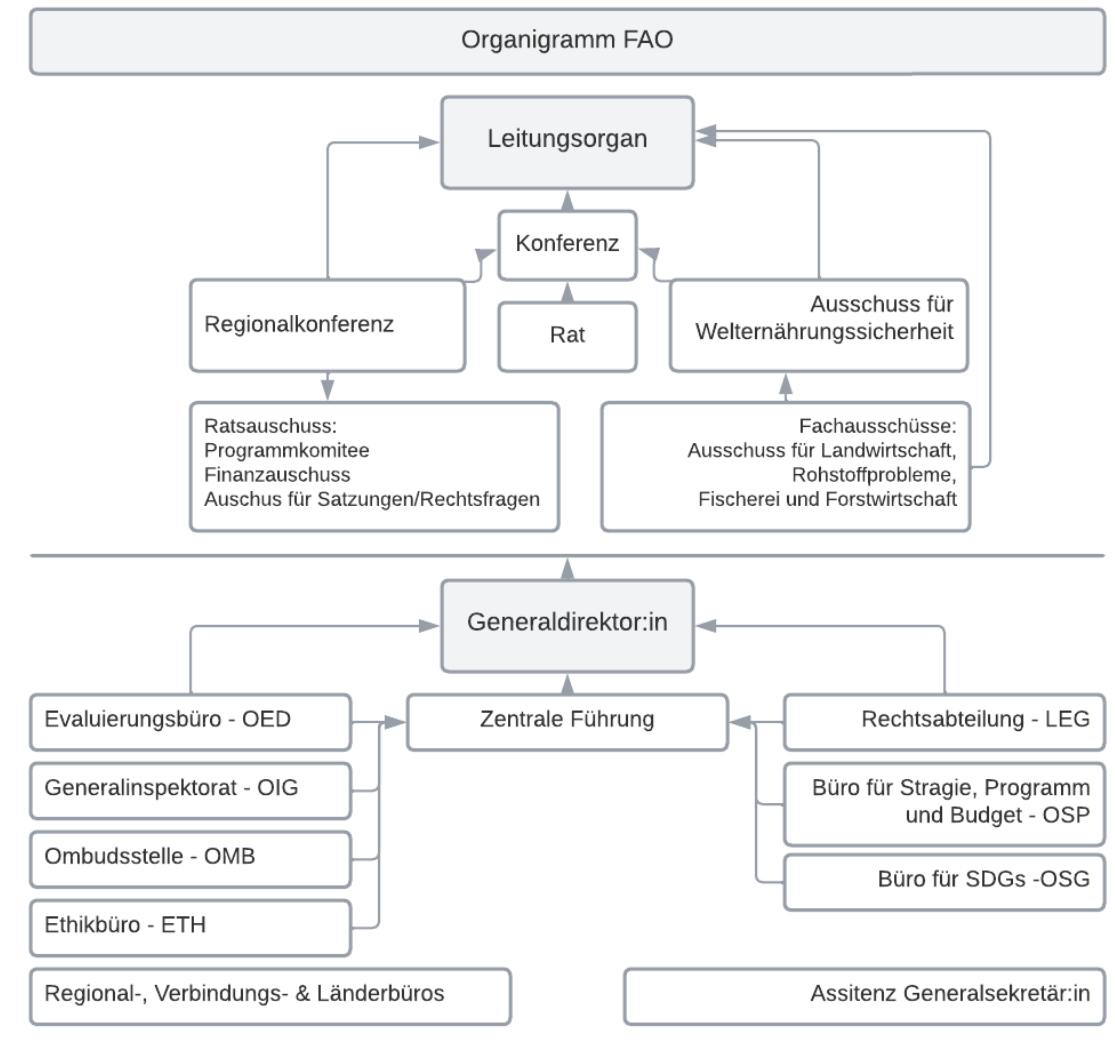 Organigramm FAO
Leitungsorgan
Konferenz
Regionalkonferenz
Rat
Ausschuss für
Welternährungssicherheit
Ratsauschuss:
Programmkomitee
Finanzauschuss
Auschus für Satzungen/Rechtsfragen
Fachausschüsse:
Ausschuss für Landwirtschaft,
Rohstoffprobleme,
Fischerei und Forstwirtschaft
Generaldirektor:in
Evaluierungsbüro - OED
Zentrale Führung
Rechtsabteilung - LEG
Generalinspektorat - OIG
Büro für Stragie, Programm
und Budget - OSP
Ombudsstelle - OMB
Büro für SDGs -OSG
Ethikbüro - ETH
Regional-, Verbindungs- & Länderbüros
Assitenz Generalsekretär:in